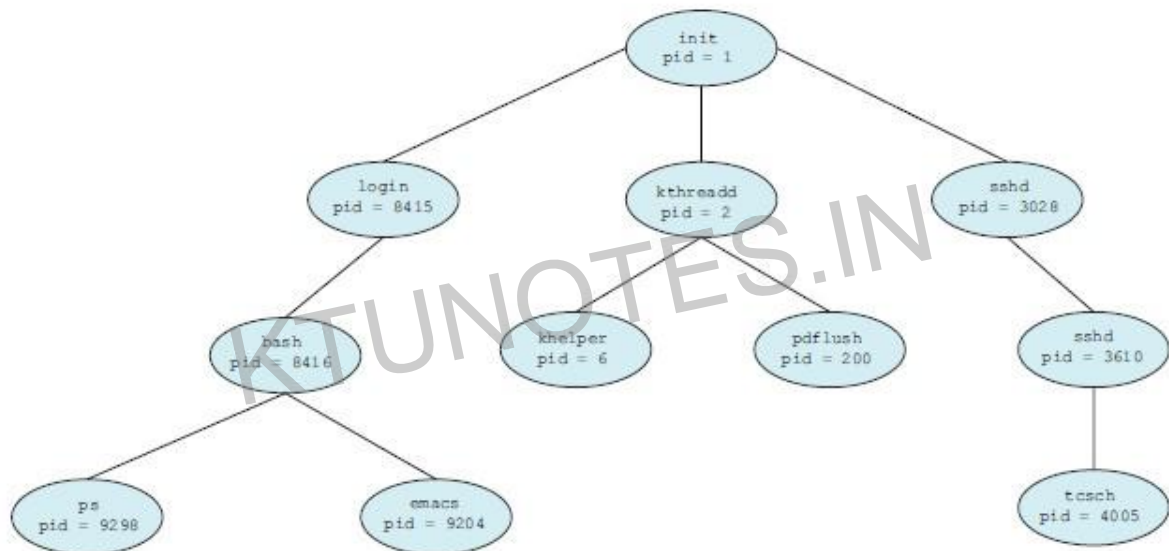 init
pid = 1
login
pid = 8415
kthreadd
pid = 2
sshd
pid = 3028
bash
pid = 8416
khelper
pid = 6
pdflush
pid = 200
sshd
pid = 3610
ps
pid = 9298
emacs
pid = 9204
tcsch
pid = 4005
KTUNOTES.IN